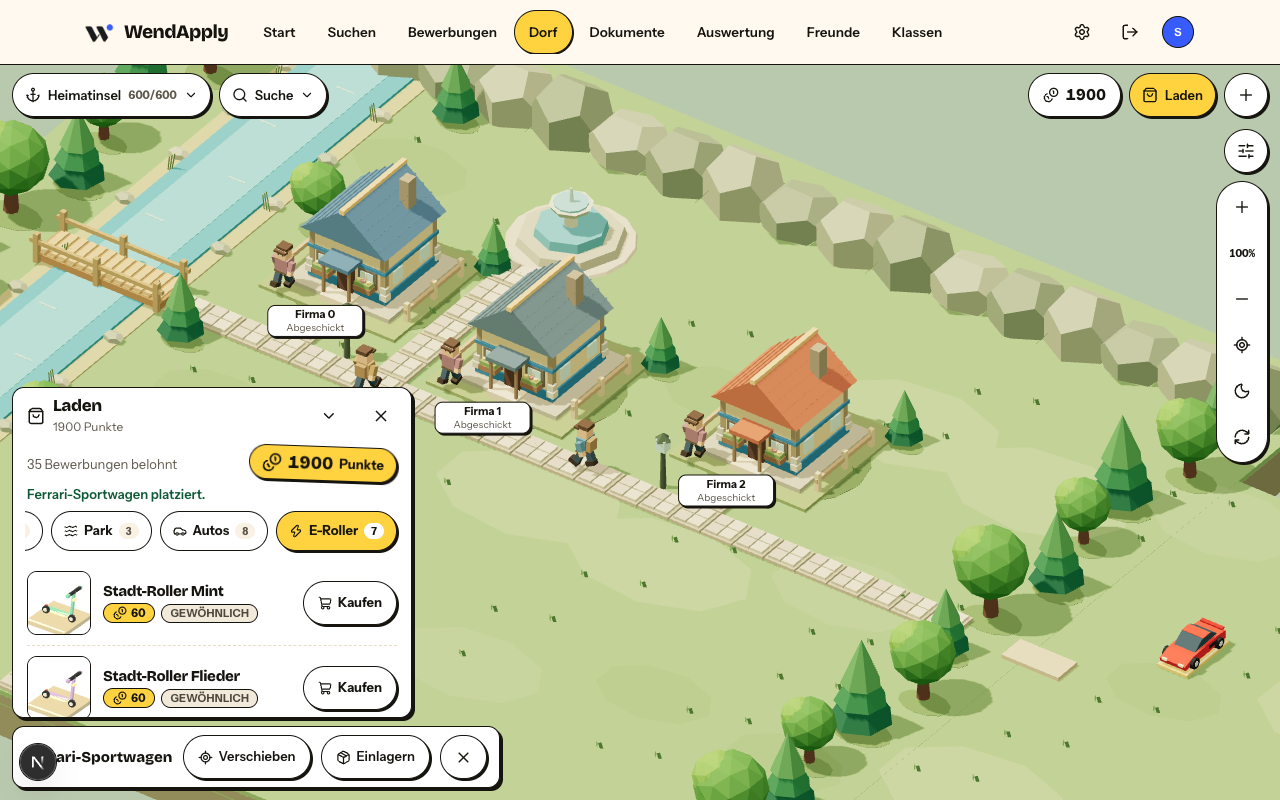 WendApply
Start
Suchen
Bewerbungen
Dorf
Dokumente
Auswertung
Freunde
Klassen
S
Heimatinsel 600/600
Suche
1900
Laden
100%
Firma 0
Abgeschickt
Firma 1
Abgeschickt
Firma 2
Abgeschickt
Laden
1900 Punkte
35 Bewerbungen belohnt
1900 Punkte
Ferrari-Sportwagen platziert.
Park 3
Autos 8
E-Roller 7
Stadt-Roller Mint
60 GEWÖHNLICH
Kaufen
Stadt-Roller Flieder
60 GEWÖHNLICH
Kaufen
N
ari-Sportwagen
Verschieben
Einlagern